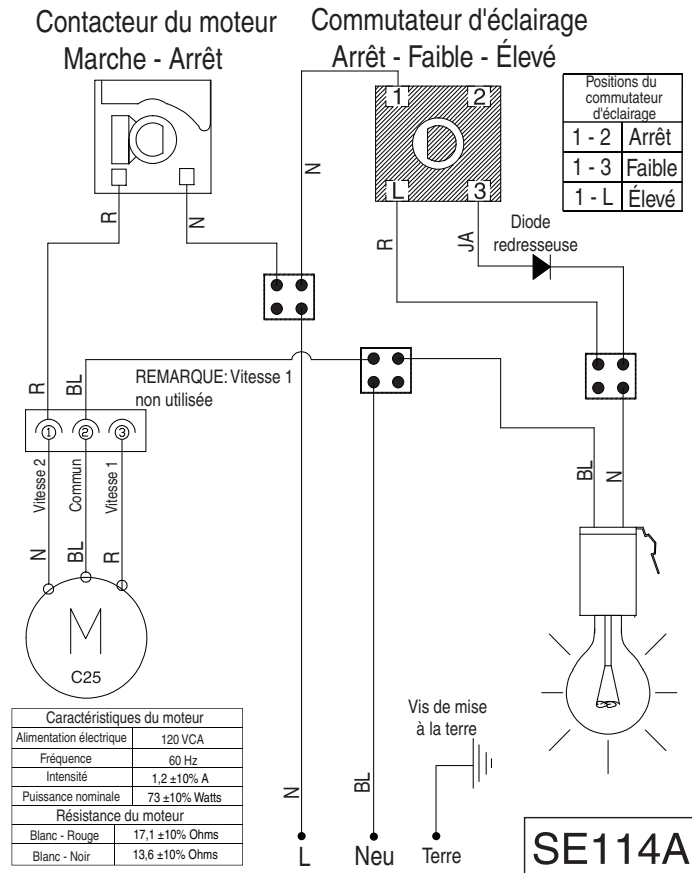 Contacteur du moteur
Marche - Arrêt
Commutateur d'éclairage
Arrêt - Faible - Élevé
Positions du
commutateur
d'éclairage
1 - 2 Arrêt
1 - 3 Faible
1 - L Élevé
1 2
L 3
N
R
N
R
JA
Diode
redresseuse
REMARQUE: Vitesse 1
non utilisée
R
BL
1 2 3
Vitesse 2
Commun
Vitesse 1
N
BL
R
BL
N
M
C25
Caractéristiques du moteur
Alimentation électrique 120 VCA
Fréquence 60 Hz
Intensité 1,2 ±10% A
Puissance nominale 73 ±10% Watts
Résistance du moteur
Blanc - Rouge 17,1 ±10% Ohms
Blanc - Noir 13,6 ±10% Ohms
Vis de mise
à la terre
N
BL
L
Neu
Terre
SE114A